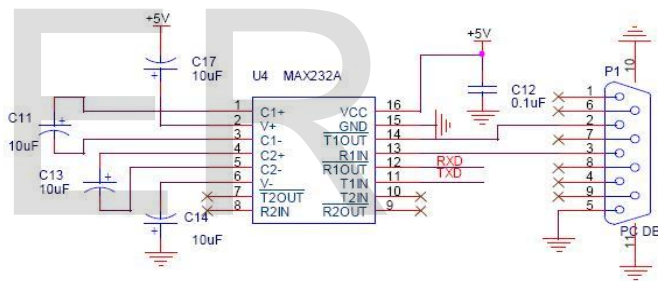 +5V
C17
10uF
U4 MAX232A
+5V
C12
0.1uF
P1
10
C11
10uF
C13
10uF
C14
10uF
1 C1+ VCC 16
2 V+ GND 15
3 C1- T1OUT 14
4 C2+ R1IN 13
5 C2- R1OUT 12 RXD
6 V- T1IN 11 TXD
7 T2OUT T2IN 10
8 R2IN R2OUT 9
1
6
2
7
3
8
4
9
5
PC DB
11
ER